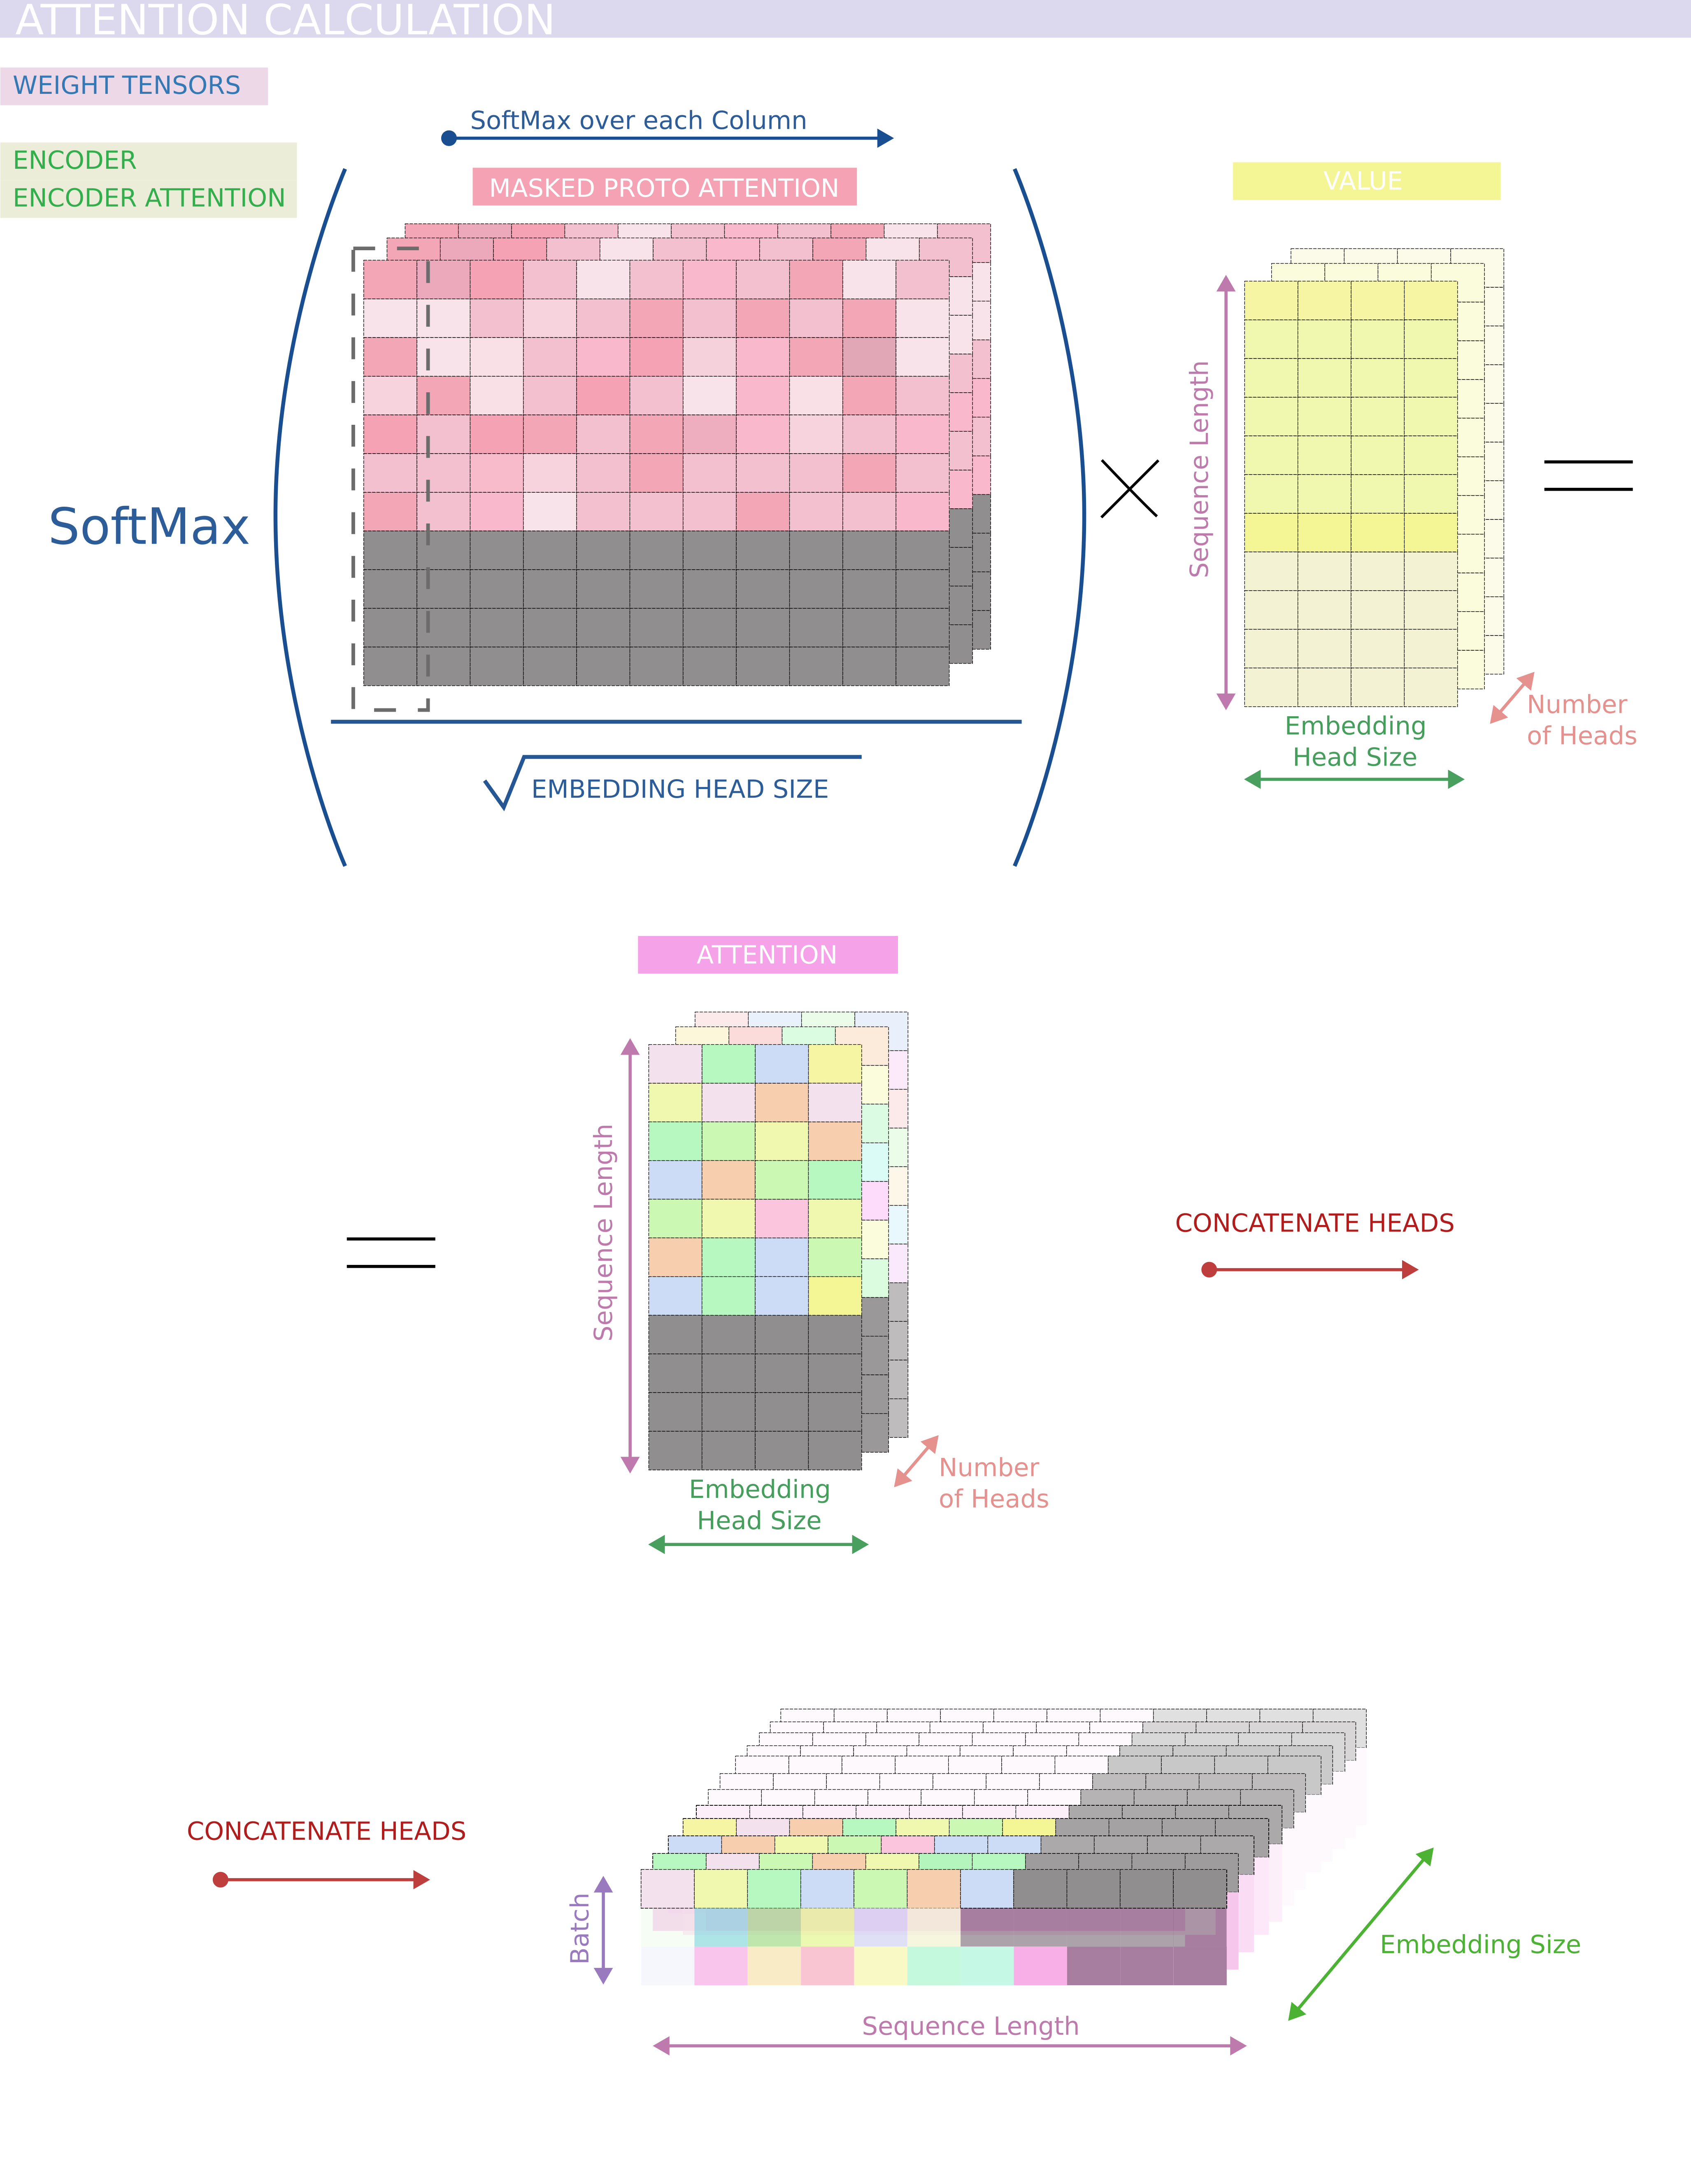 ATTENTION CALCULATION
WEIGHT TENSORS
ENCODER
ENCODER ATTENTION
SoftMax over each Column
MASKED PROTO ATTENTION
VALUE
SoftMax
Sequence Length
Number
of Heads
Embedding
Head Size
EMBEDDING HEAD SIZE
ATTENTION
Sequence Length
CONCATENATE HEADS
Number
of Heads
Embedding
Head Size
CONCATENATE HEADS
Batch
Embedding Size
Sequence Length